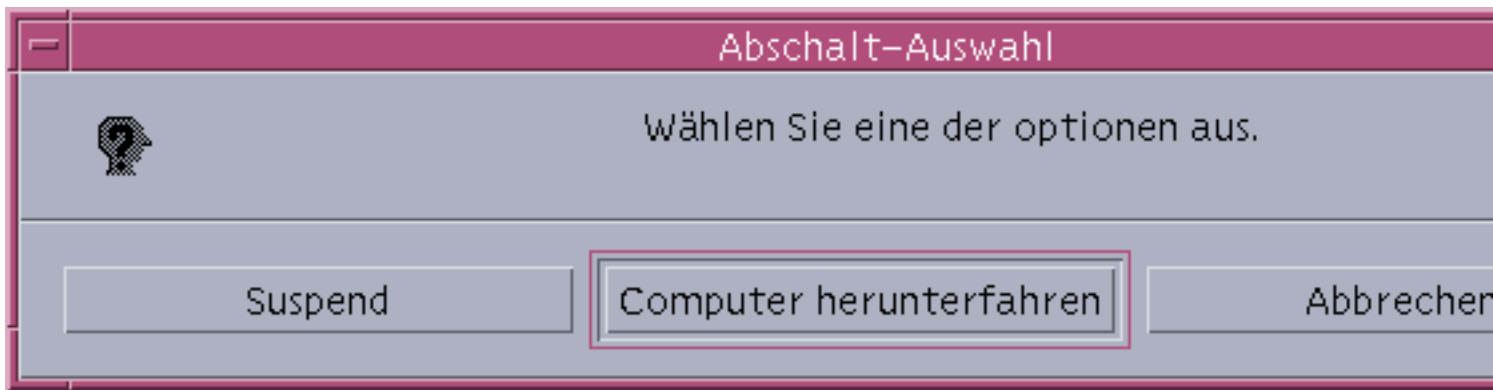 Abschalt-Auswahl
Wählen Sie eine der optionen aus.
Suspend
Computer herunterfahren
Abbrechen